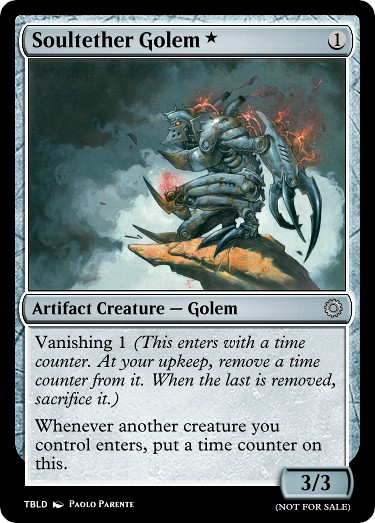 Soultether Golem ★ 1
Artifact Creature — Golem
Vanishing 1 (This enters with a time
counter. At your upkeep, remove a time
counter from it. When the last is removed,
sacrifice it.)
Whenever another creature you
control enters, put a time counter on
this.
3/3
TBLD Paolo Parente
(NOT FOR SALE)